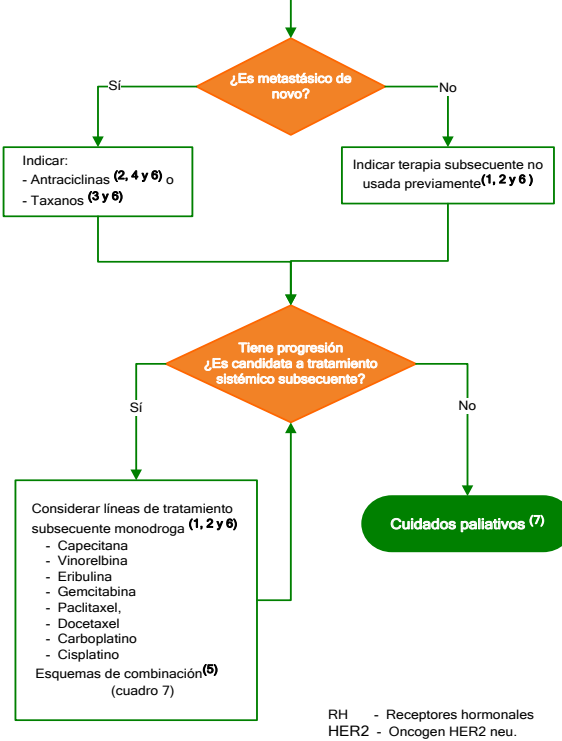 ¿Es metastásico de
novo?
Sí
No
Indicar:
- Antraciclinas (2, 4 y 6) o
- Taxanos (3 y 6)
Indicar terapia subsecuente no
usada previamente(1, 2 y 6 )
Tiene progresión
¿Es candidata a tratamiento
sistémico subsecuente?
Sí
No
Considerar líneas de tratamiento
subsecuente monodroga (1, 2 y 6)
- Capecitana
- Vinorelbina
- Eribulina
- Gemcitabina
- Paclitaxel,
- Docetaxel
- Carboplatino
- Cisplatino
Esquemas de combinación(5)
(cuadro 7)
Cuidados paliativos (7)
RH - Receptores hormonales
HER2 - Oncogen HER2 neu.